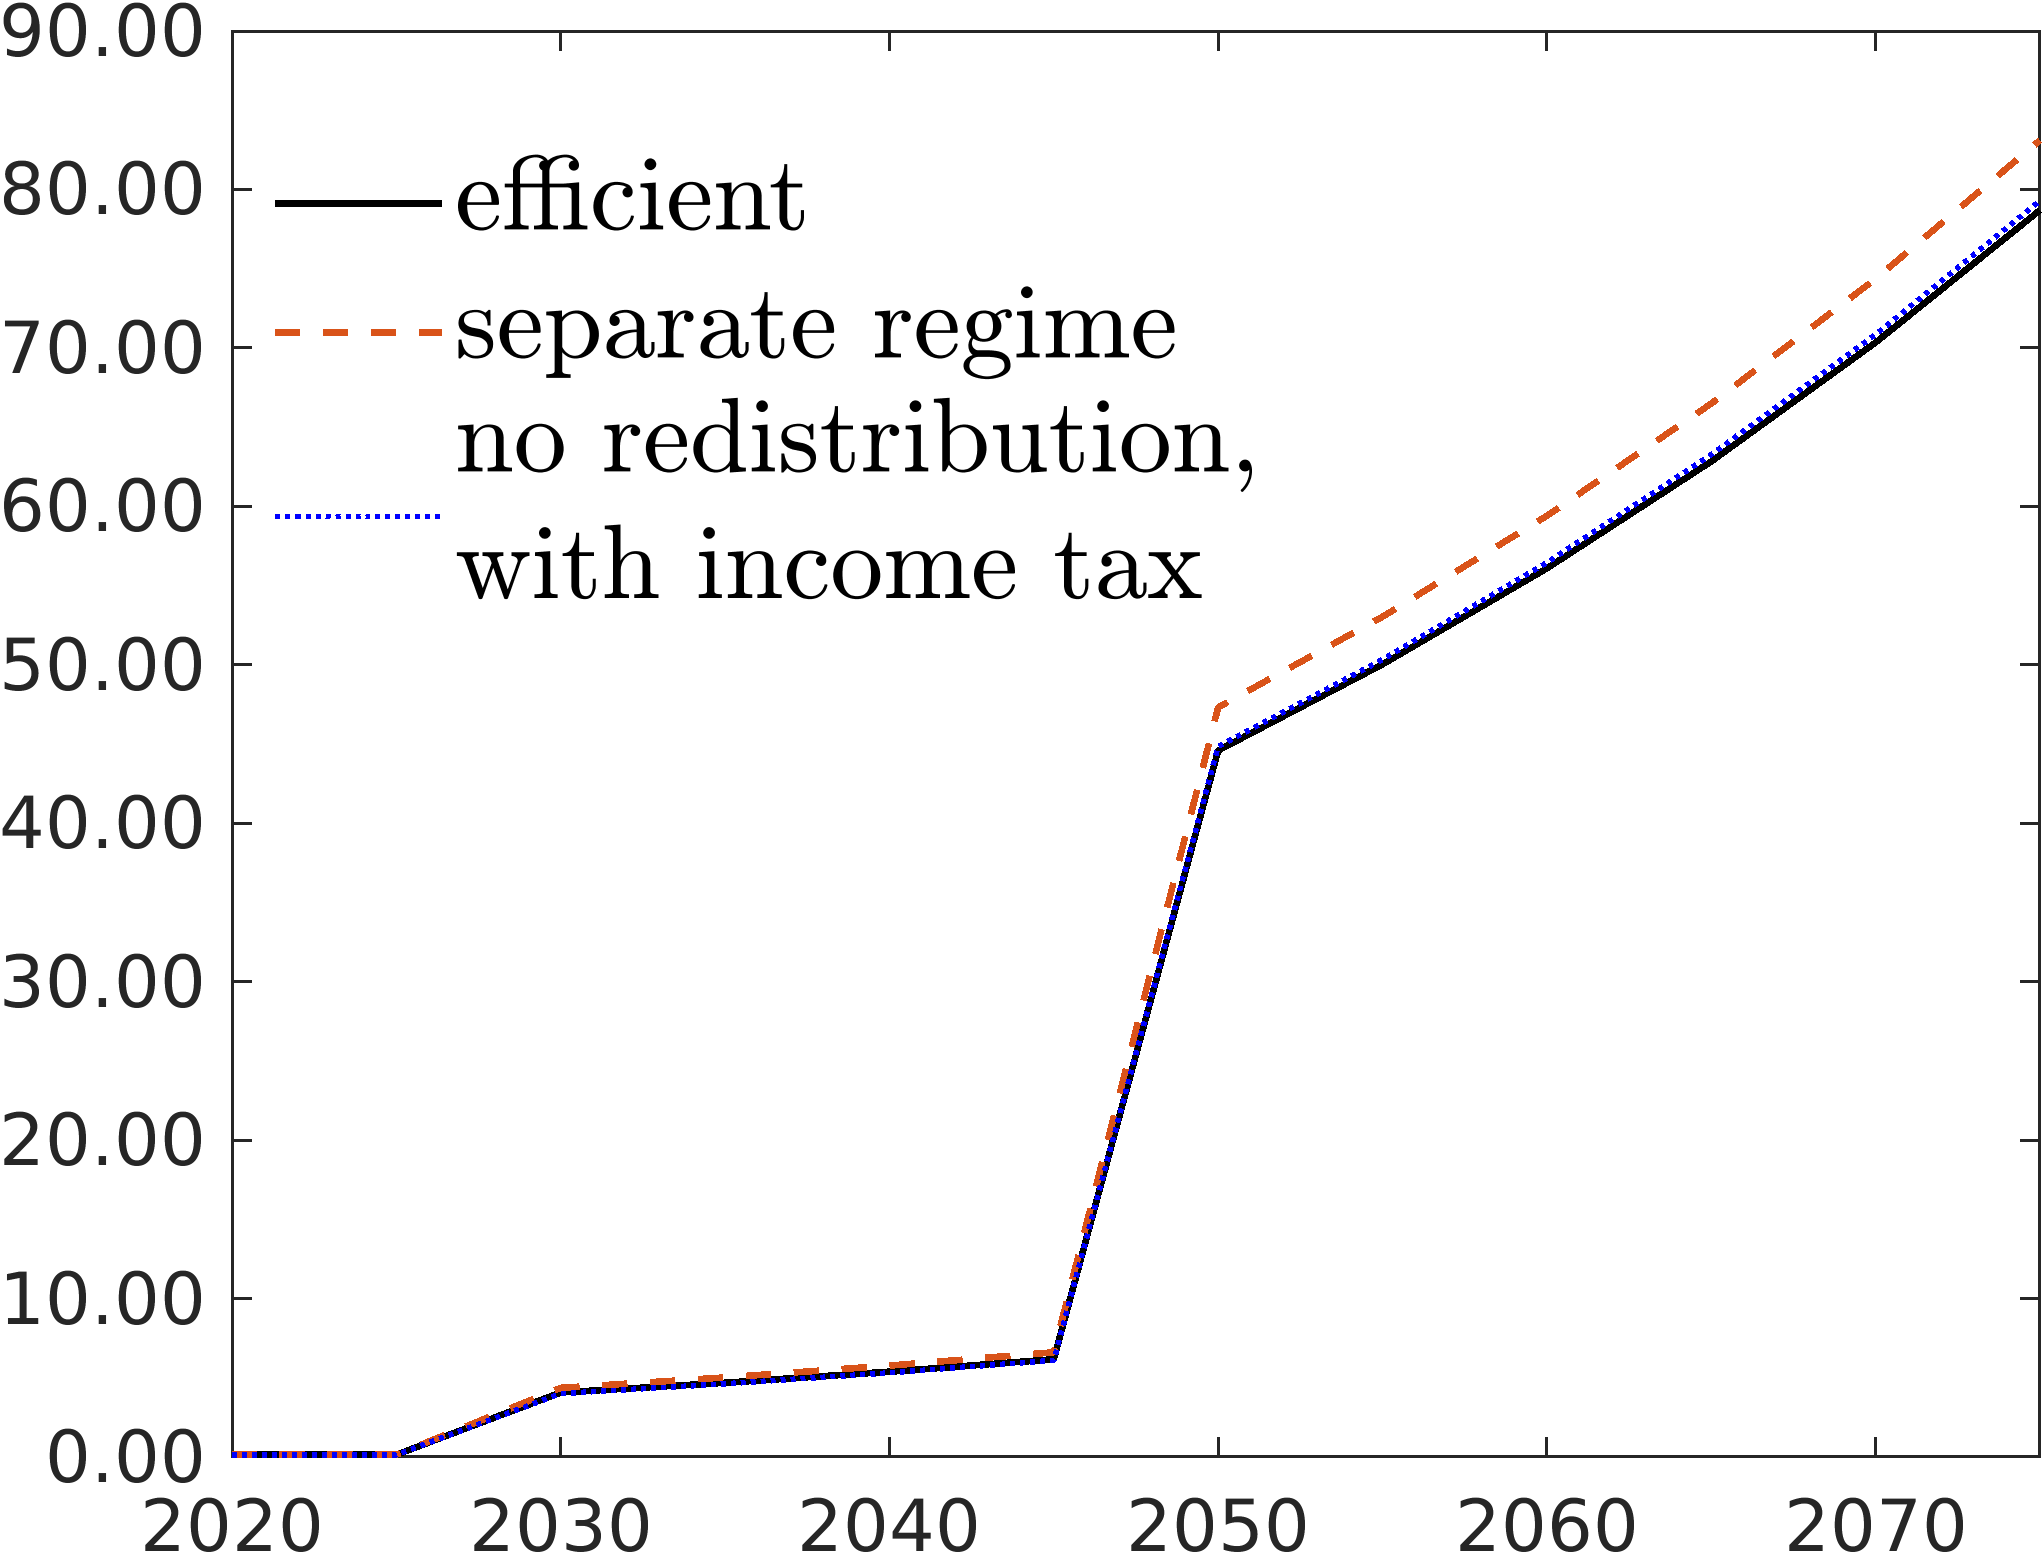 90.00
80.00
70.00
60.00
50.00
40.00
30.00
20.00
10.00
0.00
efficient
separate regime
no redistribution,
with income tax
2020 2030 2040 2050 2060 2070